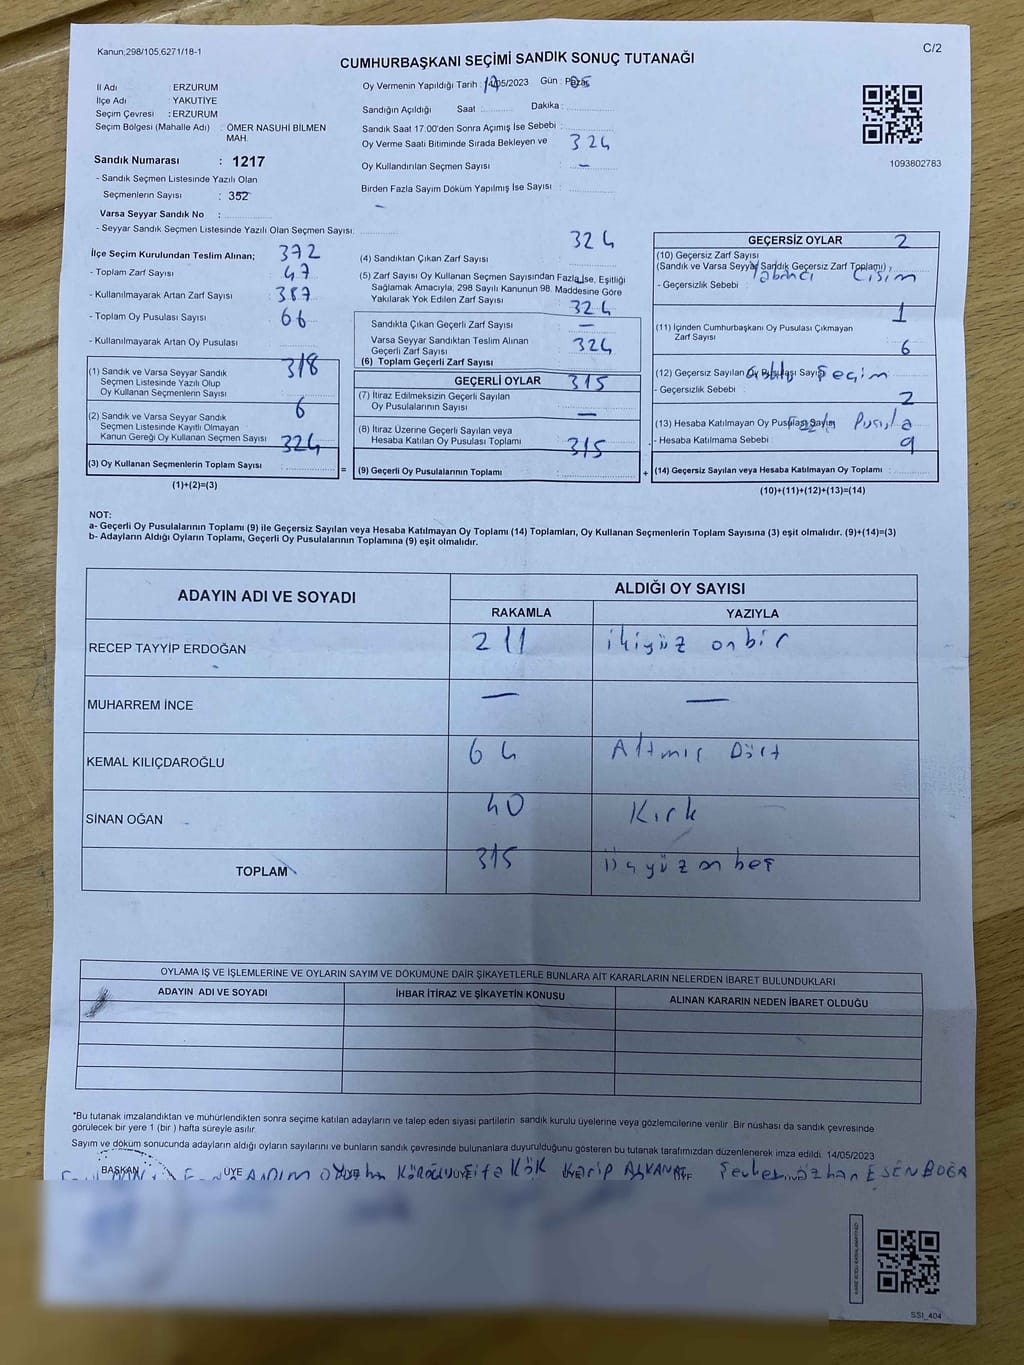 Kanun;298/105,6271/18-1
C/2
CUMHURBAŞKANI SEÇİMİ SANDIK SONUÇ TUTANAĞI
İl Adı : ERZURUM
İlçe Adı : YAKUTİYE
Seçim Çevresi : ERZURUM
Seçim Bölgesi (Mahalle Adı) : ÖMER NASUHİ BİLMEN
MAH.
Sandık Numarası : 1217
- Sandık Seçmen Listesinde Yazılı Olan
Seçmenlerin Sayısı : 352
Varsa Seyyar Sandık No :
- Seyyar Sandık Seçmen Listesinde Yazılı Olan Seçmen Sayısı:
Oy Vermenin Yapıldığı Tarih : 14/05/2023 Gün : Pazar
Sandığın Açıldığı Saat : Dakika :
Sandık Saat 17.00'den Sonra Açımış İse Sebebi :
Oy Verme Saati Bitiminde Sırada Bekleyen ve 324
Oy Kullandırılan Seçmen Sayısı : —
Birden Fazla Sayım Döküm Yapılmış İse Sayısı :
1093802783
İlçe Seçim Kurulundan Teslim Alınan; 372
- Toplam Zarf Sayısı : 47
- Kullanılmayarak Artan Zarf Sayısı : 387
- Toplam Oy Pusulası Sayısı : 66
- Kullanılmayarak Artan Oy Pusulası :
(1) Sandık ve Varsa Seyyar Sandık 318
Seçmen Listesinde Yazılı Olup
Oy Kullanan Seçmenlerin Sayısı :
(2) Sandık ve Varsa Seyyar Sandık 6
Seçmen Listesinde Kayıtlı Olmayan
Kanun Gereği Oy Kullanan Seçmen Sayısı : 324
(3) Oy Kullanan Seçmenlerin Toplam Sayısı :
(1)+(2)=(3)
324
(4) Sandıktan Çıkan Zarf Sayısı :
(5) Zarf Sayısı Oy Kullanan Seçmen Sayısından Fazla İse, Eşitliği
Sağlamak Amacıyla, 298 Sayılı Kanunun 98. Maddesine Göre
Yakılarak Yok Edilen Zarf Sayısı : 324
Sandıkta Çıkan Geçerli Zarf Sayısı : —
Varsa Seyyar Sandıktan Teslim Alınan 324
Geçerli Zarf Sayısı :
(6) Toplam Geçerli Zarf Sayısı :
GEÇERLİ OYLAR 315
(7) İtiraz Edilmeksizin Geçerli Sayılan
Oy Pusulalarının Sayısı : —
(8) İtiraz Üzerine Geçerli Sayılan veya
Hesaba Katılan Oy Pusulası Toplamı : 315
= (9) Geçerli Oy Pusulalarının Toplamı :
GEÇERSİZ OYLAR 2
(10) Geçersiz Zarf Sayısı
(Sandık ve Varsa Seyyar Sandık Geçersiz Zarf Toplamı) :
- Geçersizlik Sebebi : Yabancı Cisim
1
(11) İçinden Cumhurbaşkanı Oy Pusulası Çıkmayan
Zarf Sayısı : 6
(12) Geçersiz Sayılan Oy Pusulası Sayısı :
- Geçersizlik Sebebi : Seçim
2
(13) Hesaba Katılmayan Oy Pusulası Sayısı : Pusula
- Hesaba Katılmama Sebebi : 9
+ (14) Geçersiz Sayılan veya Hesaba Katılmayan Oy Toplamı :
(10)+(11)+(12)+(13)=(14)
NOT:
a- Geçerli Oy Pusulalarının Toplamı (9) ile Geçersiz Sayılan veya Hesaba Katılmayan Oy Toplamı (14) Toplamları, Oy Kullanan Seçmenlerin Toplam Sayısına (3) eşit olmalıdır. (9)+(14)=(3)
b- Adayların Aldığı Oyların Toplamı, Geçerli Oy Pusulalarının Toplamına (9) eşit olmalıdır.
ADAYIN ADI VE SOYADI ALDIĞI OY SAYISI
RAKAMLA YAZIYLA
RECEP TAYYİP ERDOĞAN 211 ikiyüz onbir
MUHARREM İNCE — —
KEMAL KILIÇDAROĞLU 64 Altmış Dört
SİNAN OĞAN 40 Kırk
TOPLAM 315 üçyüz on beş
OYLAMA İŞ VE İŞLEMLERİNE VE OYLARIN SAYIM VE DÖKÜMÜNE DAİR ŞİKAYETLERLE BUNLARA AİT KARARLARIN NELERDEN İBARET BULUNDUKLARI
ADAYIN ADI VE SOYADI İHBAR İTİRAZ VE ŞİKAYETİN KONUSU ALINAN KARARIN NEDEN İBARET OLDUĞU
*Bu tutanak imzalandıktan ve mühürlendikten sonra seçime katılan adayların ve talep eden siyasi partilerin sandık kurulu üyelerine veya gözlemcilerine verilir. Bir nushası da sandık çevresinde
görülecek bir yere 1 (bir ) hafta süreyle asılır.
Sayım ve döküm sonucunda adayların aldığı oyların sayılarını ve bunların sandık çevresinde bulunanlara duyurulduğunu gösteren bu tutanak tarafımızdan düzenlenerek imza edildi. 14/05/2023
BAŞKAN ÜYE ÜYE ÜYE ÜYE
SSİ_404